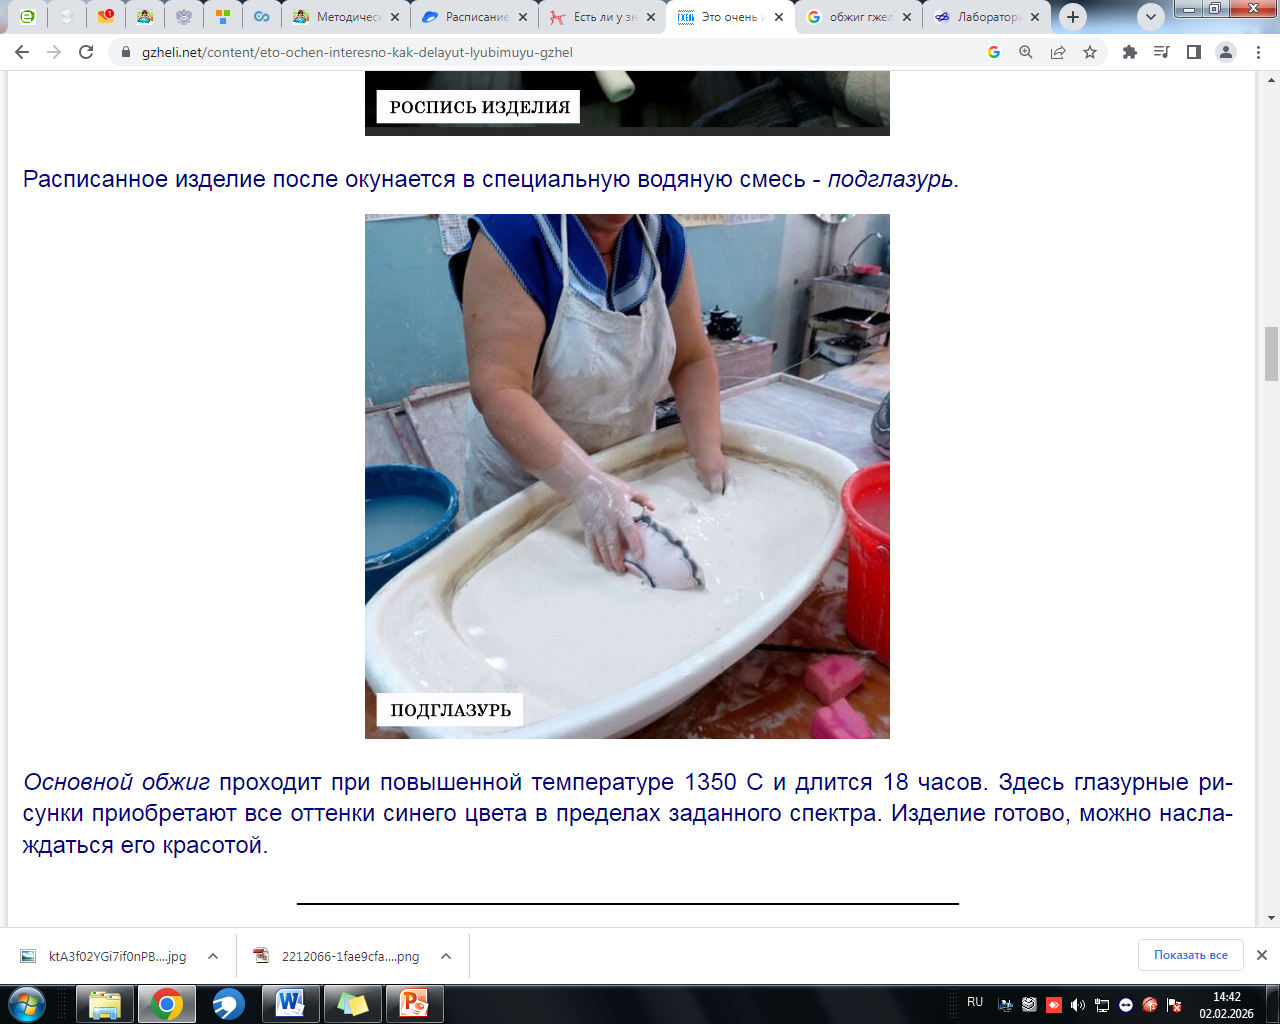 Методическ
Расписание
Есть ли у зн
Это очень и
обжиг гжел
Лаборатори
gzheli.net/content/eto-ochen-interesno-kak-delayut-lyubimuyu-gzhel
РОСПИСЬ ИЗДЕЛИЯ
Расписанное изделие после окунается в специальную водяную смесь - подглазурь.
ПОДГЛАЗУРЬ
Основной обжиг проходит при повышенной температуре 1350 С и длится 18 часов. Здесь глазурные ри-
сунки приобретают все оттенки синего цвета в пределах заданного спектра. Изделие готово, можно насла-
ждаться его красотой.
ktA3f02YGi7if0nPB....jpg
2212066-1fae9cfa....png
Показать все
RU
14:42
02.02.2026